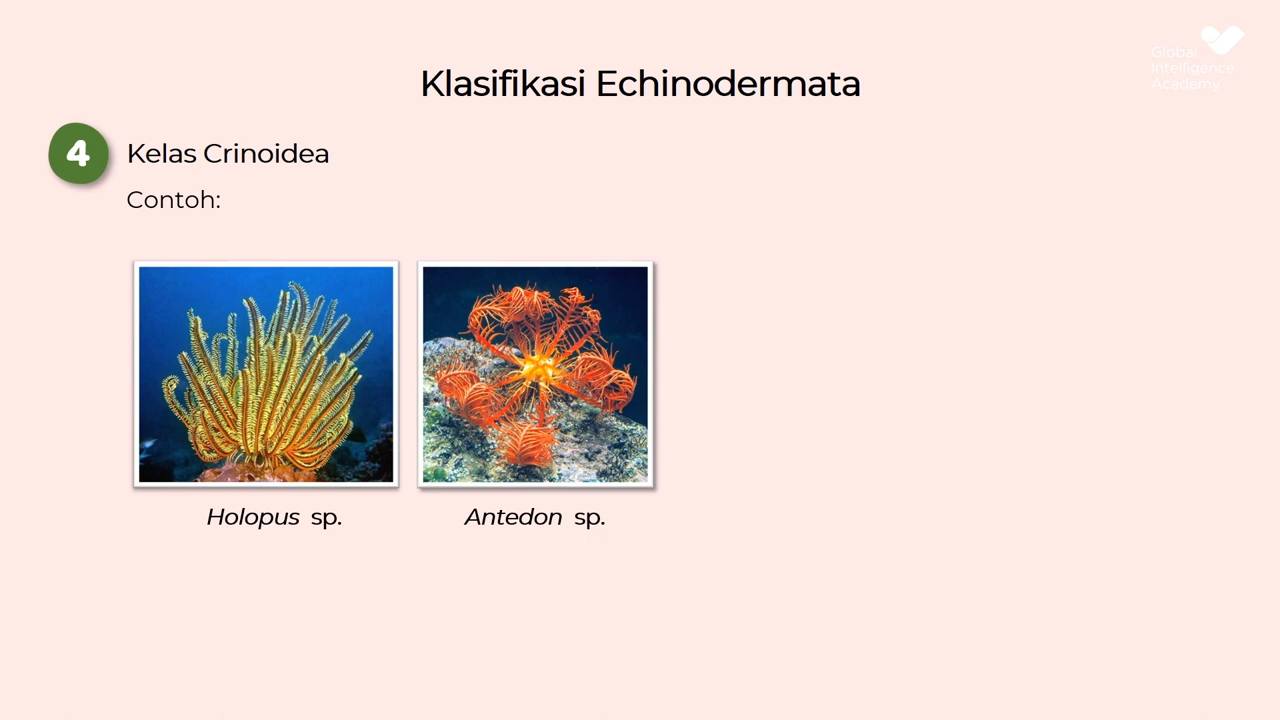 Global
Intelligence
Academy
Klasifikasi Echinodermata
4 Kelas Crinoidea
Contoh:
Holopus sp. Antedon sp.